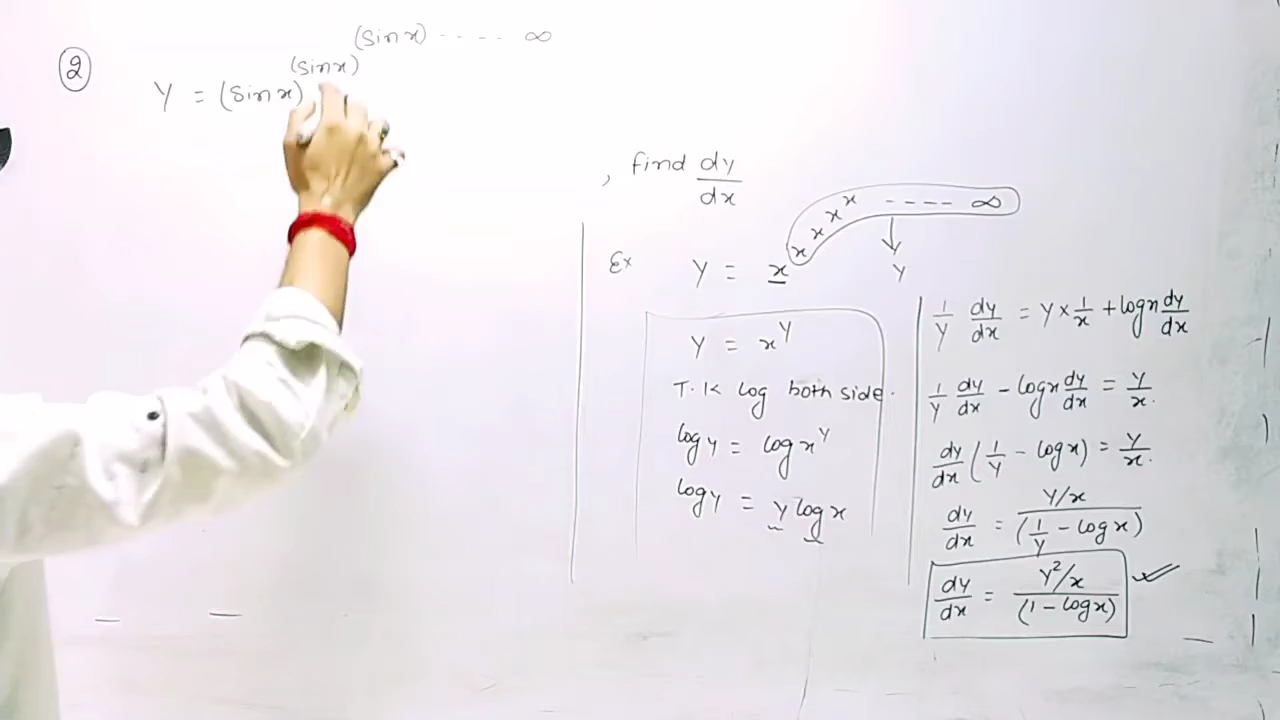 (2) Y = (sin x)^(sin x)^(sin x) ---- ∞
, find dy/dx
Ex Y = x^x^x^x^x ---- ∞
↓
Y
Y = x^Y
T.K log both side.
log Y = log x^Y
log Y = Y log x
1/Y dy/dx = Y × 1/x + log x dy/dx
1/Y dy/dx - log x dy/dx = Y/x.
dy/dx (1/Y - log x) = Y/x.
dy/dx = Y/x / (1/Y - log x)
dy/dx = Y²/x / (1 - log x) ✓